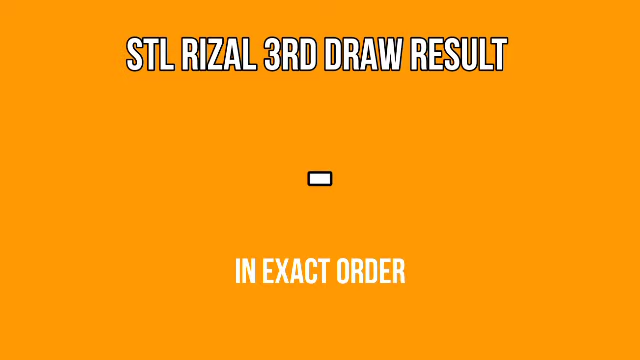 STL RIZAL 3RD DRAW RESULT
-
IN EXACT ORDER